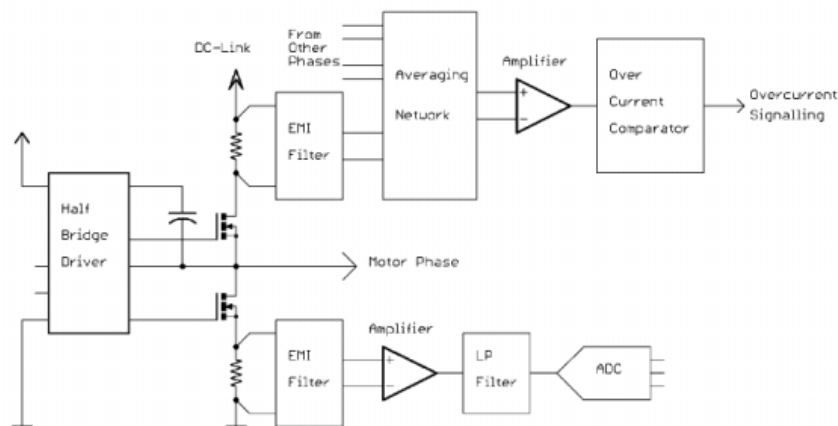 DC-Link
From
Other
Phases
Averaging
Network
Amplifier
Over
Current
Comparator
Overcurrent
Signalling
EMI
Filter
Half
Bridge
Driver
Motor Phase
EMI
Filter
Amplifier
LP
Filter
ADC